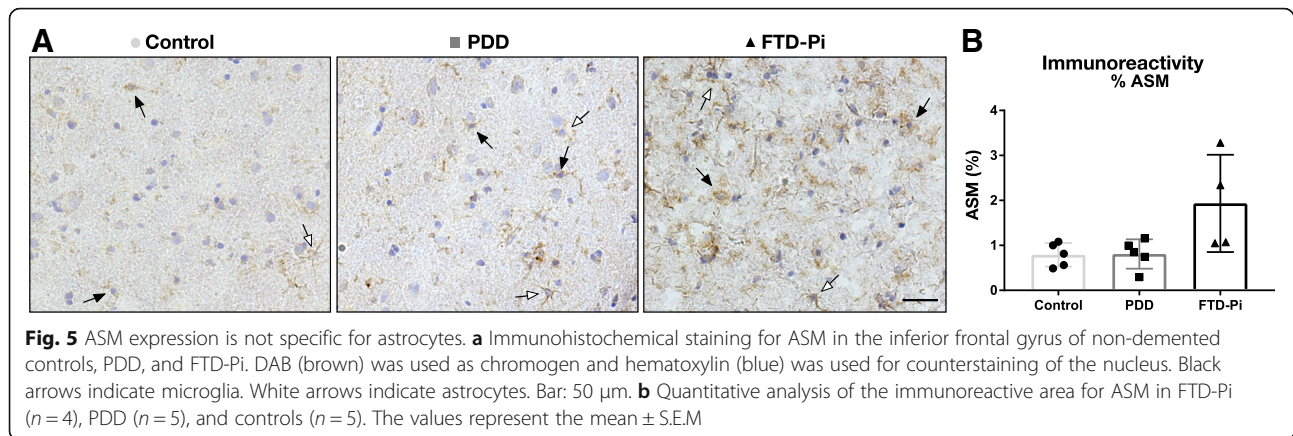 A
Control
PDD
FTD-Pi
B
Immunoreactivity
% ASM
ASM (%)
4
3
2
1
0
Control
PDD
FTD-Pi
Fig. 5 ASM expression is not specific for astrocytes. a Immunohistochemical staining for ASM in the inferior frontal gyrus of non-demented
controls, PDD, and FTD-Pi. DAB (brown) was used as chromogen and hematoxylin (blue) was used for counterstaining of the nucleus. Black
arrows indicate microglia. White arrows indicate astrocytes. Bar: 50 μm. b Quantitative analysis of the immunoreactive area for ASM in FTD-Pi
(n = 4), PDD (n = 5), and controls (n = 5). The values represent the mean ± S.E.M